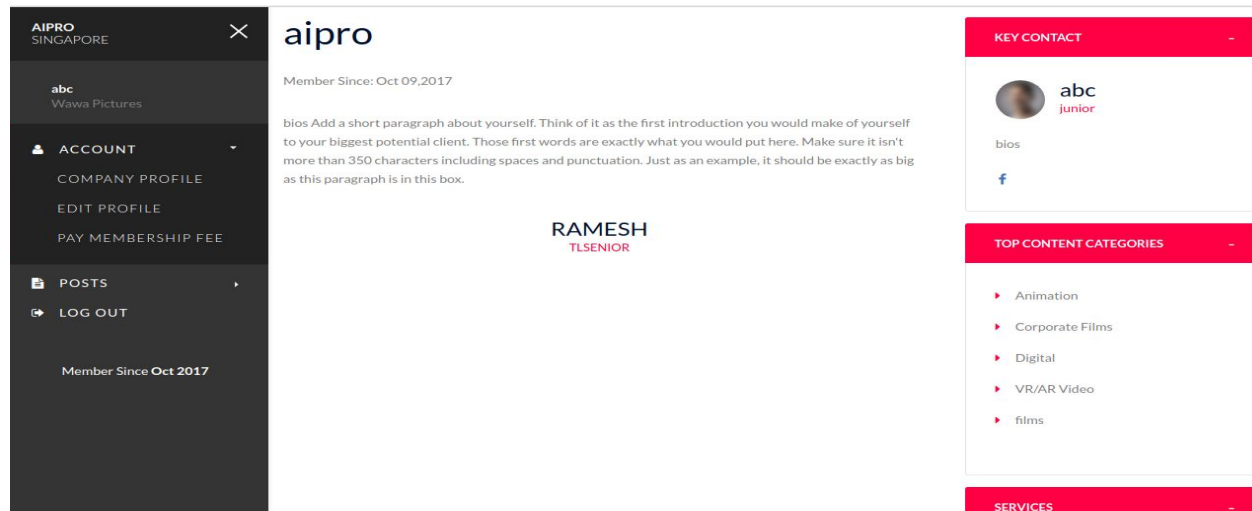 AIPRO
SINGAPORE
abc
Wawa Pictures
ACCOUNT
COMPANY PROFILE
EDIT PROFILE
PAY MEMBERSHIP FEE
POSTS
LOG OUT
Member Since Oct 2017
aipro
Member Since: Oct 09,2017
bios Add a short paragraph about yourself. Think of it as the first introduction you would make of yourself
to your biggest potential client. Those first words are exactly what you would put here. Make sure it isn't
more than 350 characters including spaces and punctuation. Just as an example, it should be exactly as big
as this paragraph is in this box.
RAMESH
TLSENIOR
KEY CONTACT
abc
junior
bios
TOP CONTENT CATEGORIES
Animation
Corporate Films
Digital
VR/AR Video
films
SERVICES